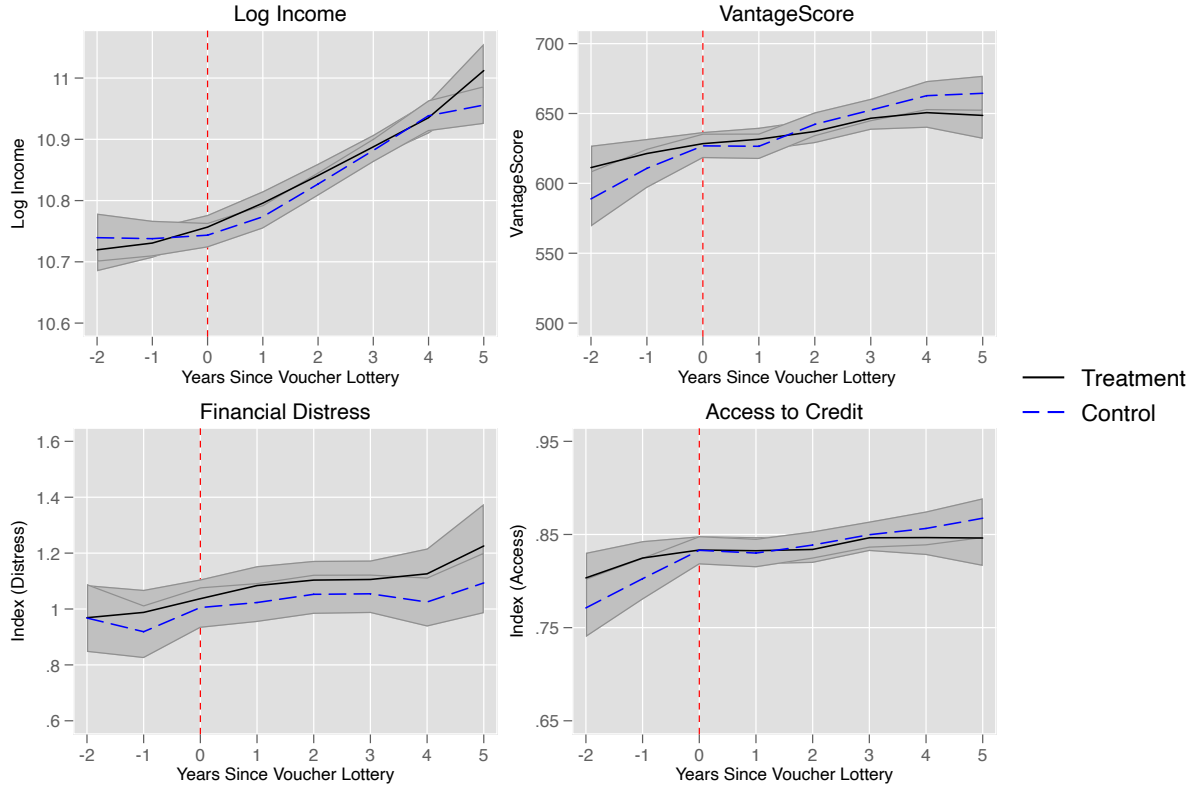 Log Income
11
10.9
10.8
10.7
10.6
Log Income
-2 -1 0 1 2 3 4 5
Years Since Voucher Lottery
VantageScore
700
650
600
550
500
VantageScore
-2 -1 0 1 2 3 4 5
Years Since Voucher Lottery
Financial Distress
1.6
1.4
1.2
1
.8
.6
Index (Distress)
-2 -1 0 1 2 3 4 5
Years Since Voucher Lottery
Access to Credit
.95
.85
.75
.65
Index (Access)
-2 -1 0 1 2 3 4 5
Years Since Voucher Lottery
Treatment
Control